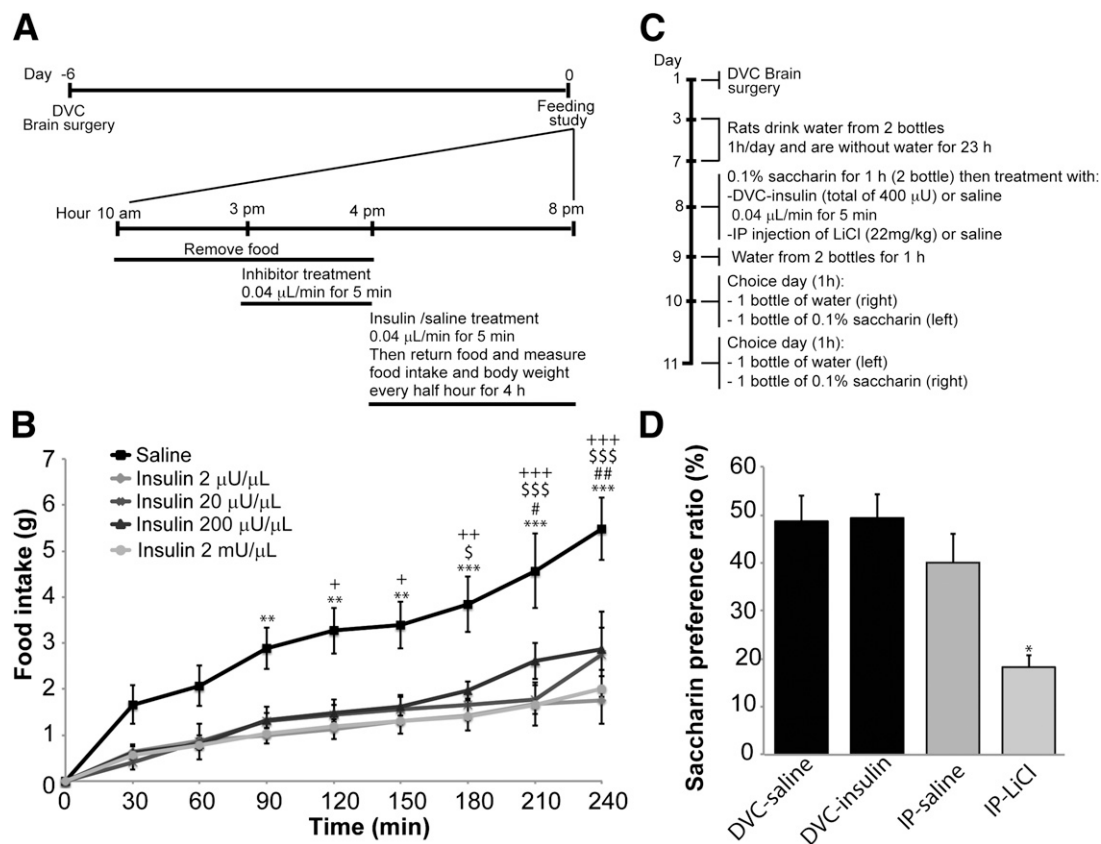 A
Day -6 0
DVC
Brain surgery
Feeding
study
Hour 10 am 3 pm 4 pm 8 pm
Remove food
Inhibitor treatment
0.04 μL/min for 5 min
Insulin /saline treatment
0.04 μL/min for 5 min
Then return food and measure
food intake and body weight
every half hour for 4 h
C
Day
1
DVC Brain
surgery
3
Rats drink water from 2 bottles
1h/day and are without water for 23 h
7
0.1% saccharin for 1 h (2 bottle) then treatment with:
-DVC-insulin (total of 400 μU) or saline
8
0.04 μL/min for 5 min
-IP injection of LiCl (22mg/kg) or saline
9
Water from 2 bottles for 1 h
Choice day (1h):
10
- 1 bottle of water (right)
- 1 bottle of 0.1% saccharin (left)
Choice day (1h):
11
- 1 bottle of water (left)
- 1 bottle of 0.1% saccharin (right)
B
Food intake (g)
7
6
5
4
3
2
1
0
Saline
Insulin 2 μU/μL
Insulin 20 μU/μL
Insulin 200 μU/μL
Insulin 2 mU/μL
**
+
**
+
**
++
$
***
+++
$$$
#
***
+++
$$$
##
***
0 30 60 90 120 150 180 210 240
Time (min)
D
Saccharin preference ratio (%)
60
50
40
30
20
10
0
*
DVC-saline
DVC-insulin
IP-saline
IP-LiCl